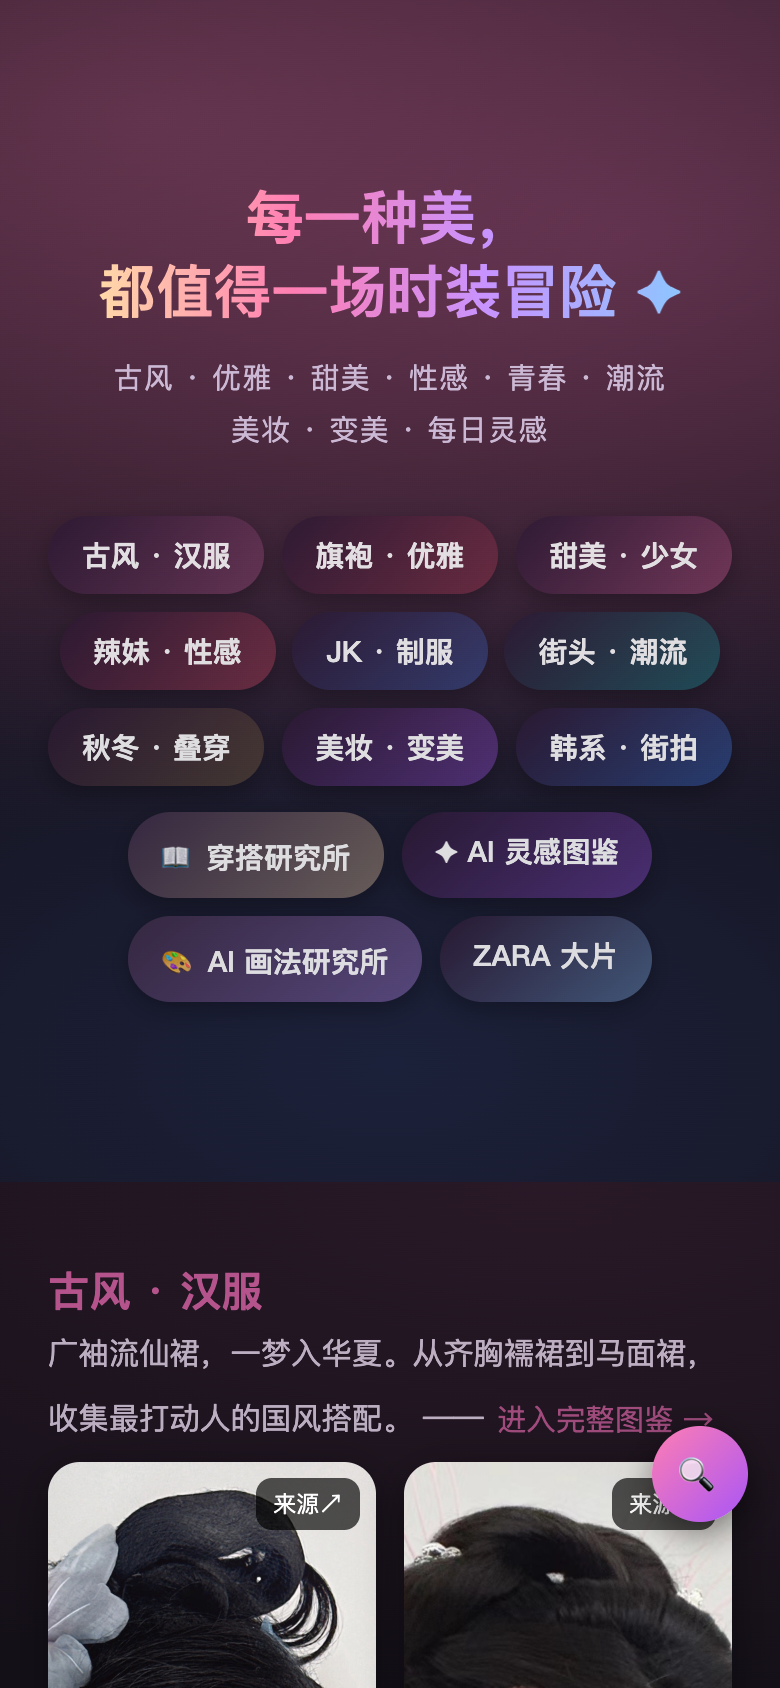 每一种美，
都值得一场时装冒险 ✦
古风 · 优雅 · 甜美 · 性感 · 青春 · 潮流
美妆 · 变美 · 每日灵感
古风 · 汉服
旗袍 · 优雅
甜美 · 少女
辣妹 · 性感
JK · 制服
街头 · 潮流
秋冬 · 叠穿
美妆 · 变美
韩系 · 街拍
📖 穿搭研究所
✦ AI 灵感图鉴
🎨 AI 画法研究所
ZARA 大片
古风 · 汉服
广袖流仙裙，一梦入华夏。从齐胸襦裙到马面裙，
收集最打动人的国风搭配。 —— 进入完整图鉴 →
来源↗
来源